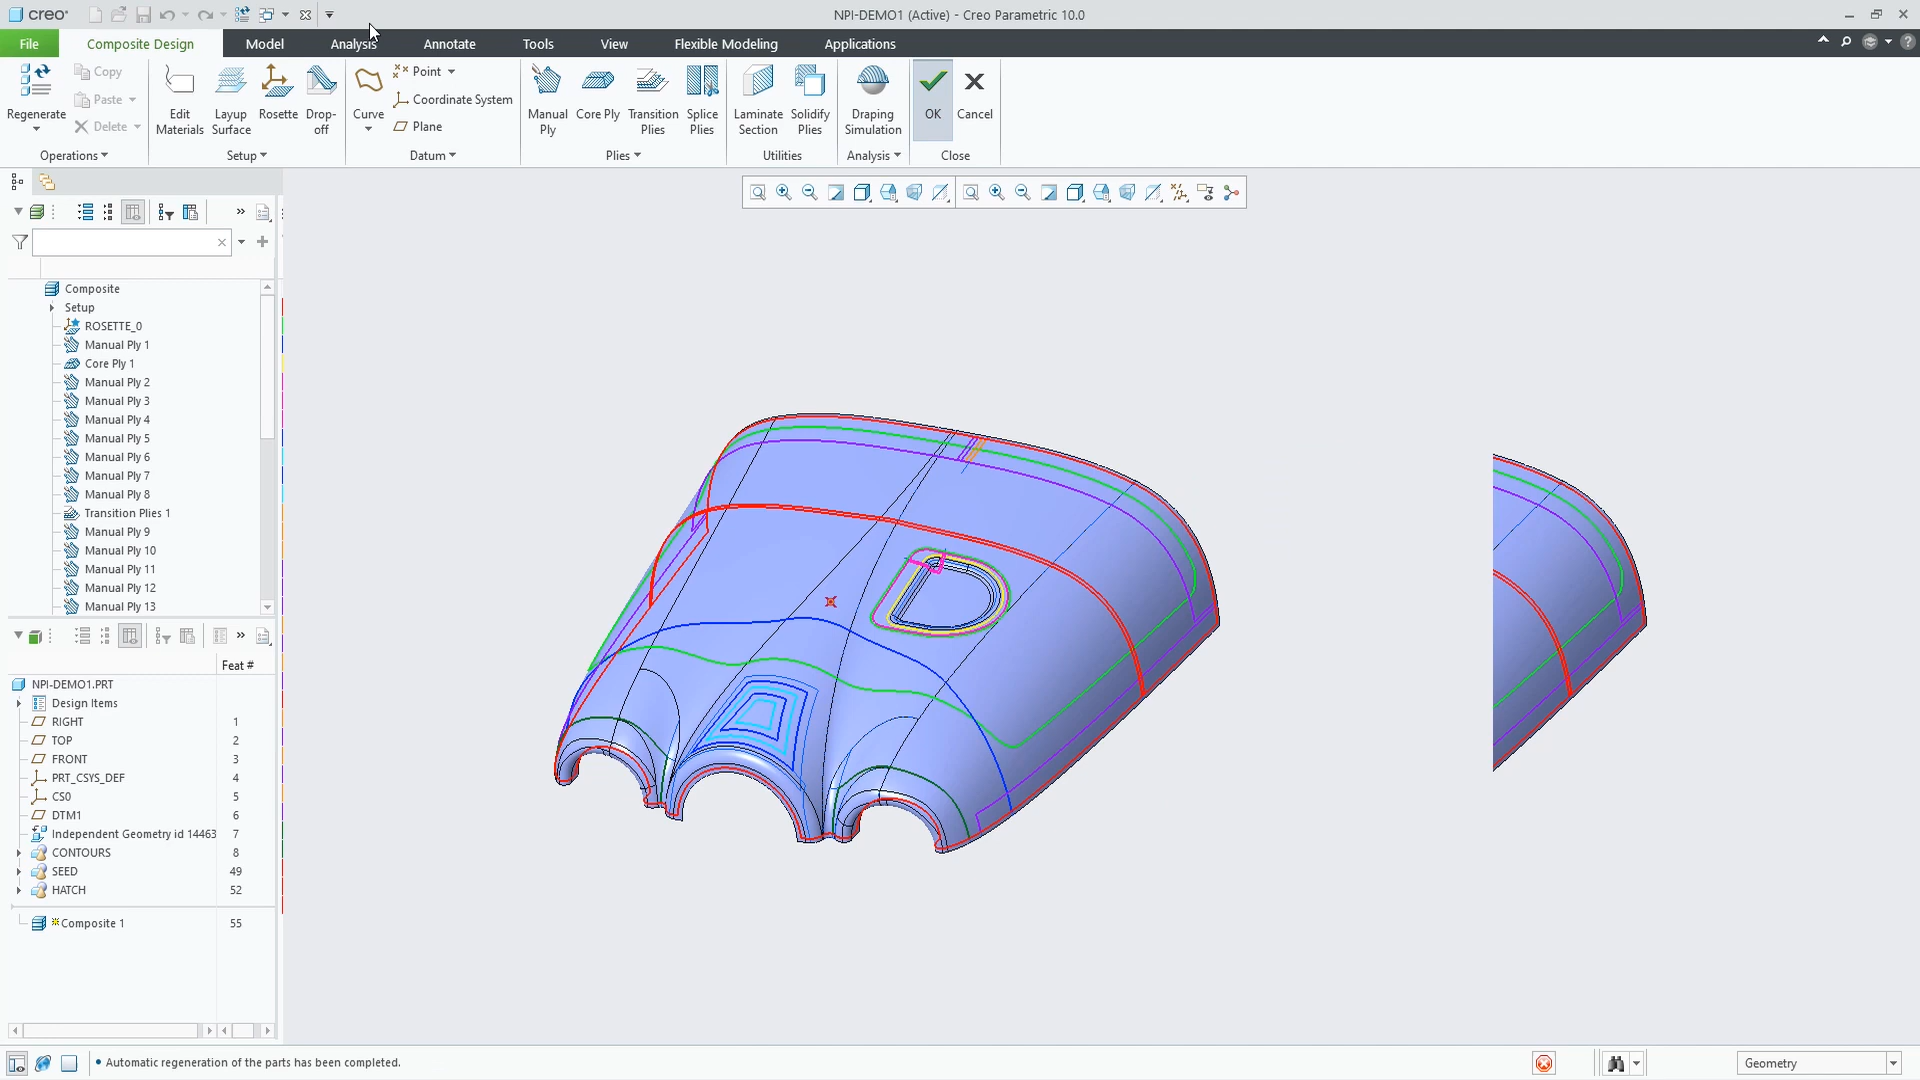 creo
NPI-DEMO1 (Active) - Creo Parametric 10.0
File Composite Design Model Analysis Annotate Tools View Flexible Modeling Applications
Regenerate
Copy
Paste
Delete
Operations
Edit Materials
Layup Surface
Rosette
Drop-off
Setup
Curve
Point
Coordinate System
Plane
Datum
Manual Ply
Core Ply
Transition Plies
Splice Plies
Plies
Laminate Section
Solidify Plies
Utilities
Draping Simulation
Analysis
OK
Cancel
Close
Composite
Setup
ROSETTE_0
Manual Ply 1
Core Ply 1
Manual Ply 2
Manual Ply 3
Manual Ply 4
Manual Ply 5
Manual Ply 6
Manual Ply 7
Manual Ply 8
Transition Plies 1
Manual Ply 9
Manual Ply 10
Manual Ply 11
Manual Ply 12
Manual Ply 13
Feat #
NPI-DEMO1.PRT
Design Items
RIGHT 1
TOP 2
FRONT 3
PRT_CSYS_DEF 4
CS0 5
DTM1 6
Independent Geometry id 14463 7
CONTOURS 8
SEED 49
HATCH 52
Composite 1 55
Automatic regeneration of the parts has been completed.
Geometry